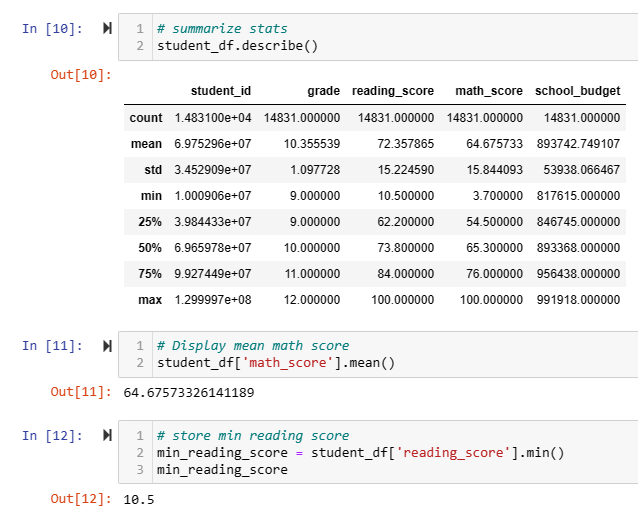 In [10]:
1 # summarize stats
2 student_df.describe()
Out[10]:
student_id grade reading_score math_score school_budget
count 1.483100e+04 14831.000000 14831.000000 14831.000000 14831.000000
mean 6.975296e+07 10.355539 72.357865 64.675733 893742.749107
std 3.452909e+07 1.097728 15.224590 15.844093 53938.066467
min 1.000906e+07 9.000000 10.500000 3.700000 817615.000000
25% 3.984433e+07 9.000000 62.200000 54.500000 846745.000000
50% 6.965978e+07 10.000000 73.800000 65.300000 893368.000000
75% 9.927449e+07 11.000000 84.000000 76.000000 956438.000000
max 1.299997e+08 12.000000 100.000000 100.000000 991918.000000
In [11]:
1 # Display mean math score
2 student_df['math_score'].mean()
Out[11]: 64.67573326141189
In [12]:
1 # store min reading score
2 min_reading_score = student_df['reading_score'].min()
3 min_reading_score
Out[12]: 10.5